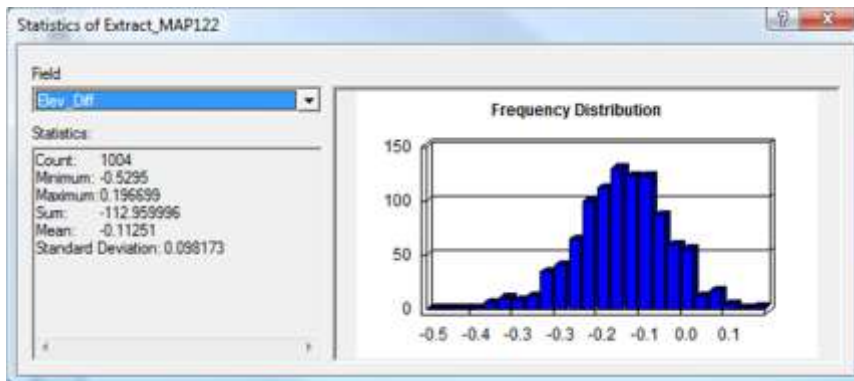 Statistics of Extract_MAP122
Field
Elev_Diff
Statistics:
Count: 1004
Minimum: -0.5295
Maximum: 0.196699
Sum: -112.959996
Mean: -0.11251
Standard Deviation: 0.098173
Frequency Distribution
150
100
50
0
-0.5 -0.4 -0.3 -0.3 -0.2 -0.1 0.0 0.1